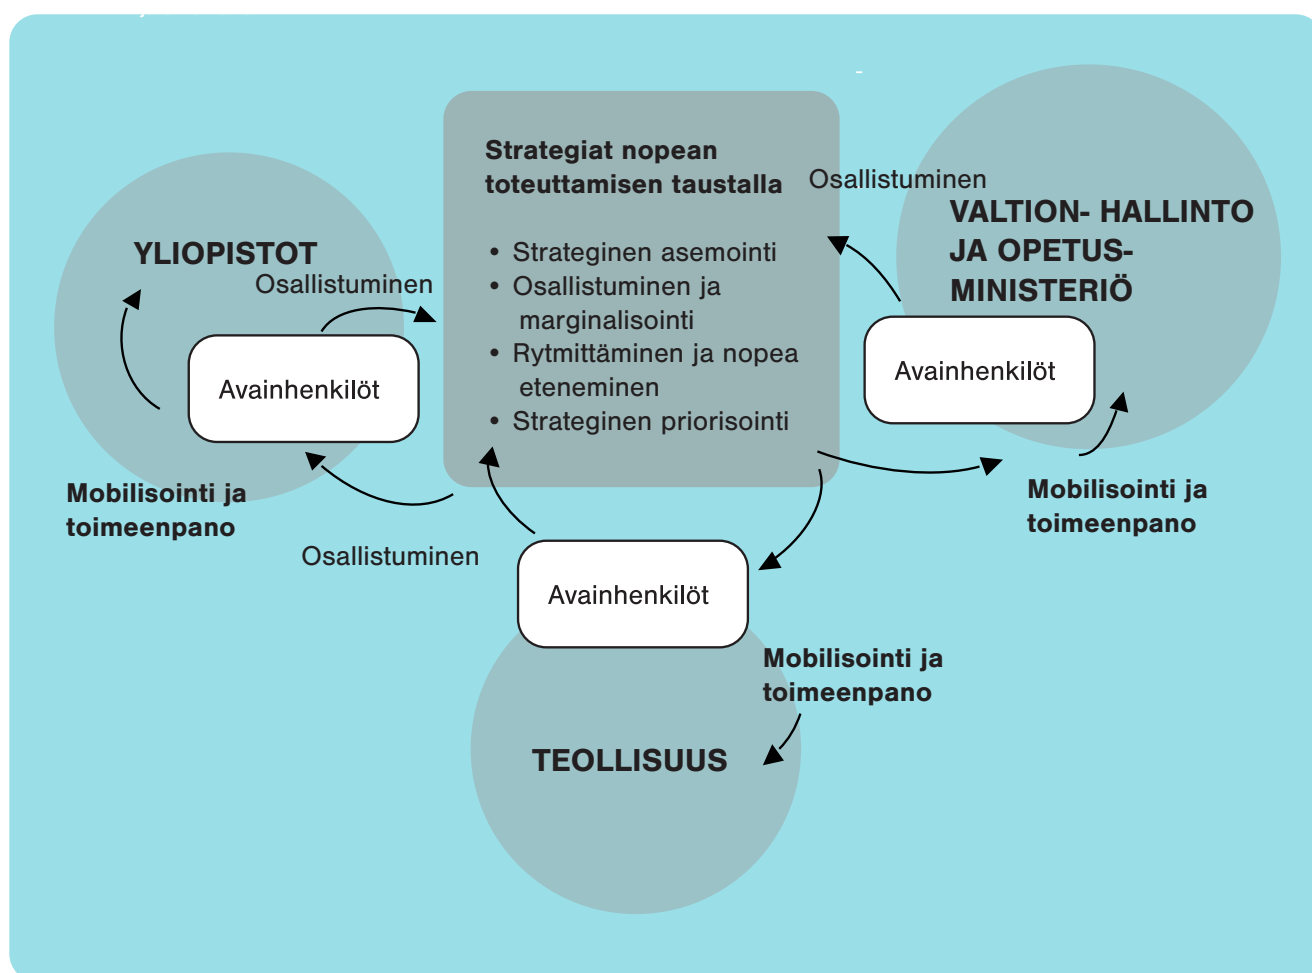 Strategiat nopean
toteuttamisen taustalla
• Strateginen asemointi
• Osallistuminen ja
marginalisointi
• Rytmittäminen ja nopea
eteneminen
• Strateginen priorisointi
YLIOPISTOT
Osallistuminen
Avainhenkilöt
Mobilisointi ja
toimeenpano
Osallistuminen
VALTION- HALLINTO
JA OPETUS-
MINISTERIÖ
Avainhenkilöt
Mobilisointi ja
toimeenpano
Osallistuminen
Avainhenkilöt
Mobilisointi ja
toimeenpano
TEOLLISUUS